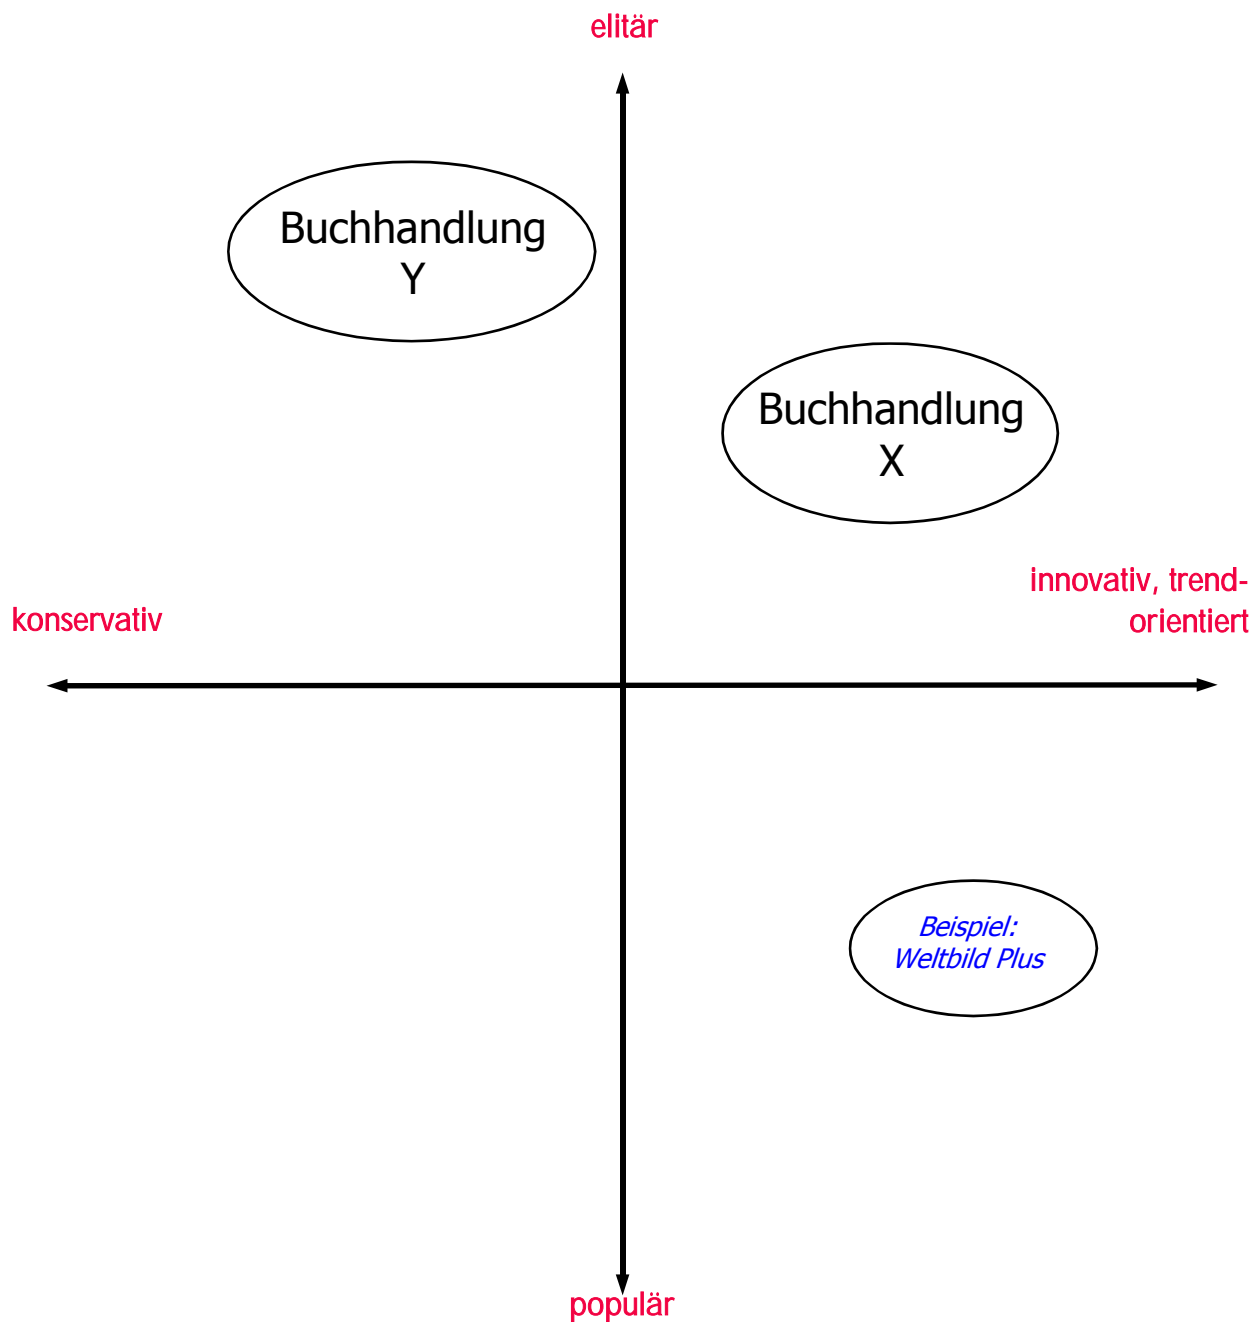 elitär
Buchhandlung
Y
Buchhandlung
X
innovativ, trend-
orientiert
konservativ
Beispiel:
Weltbild Plus
populär